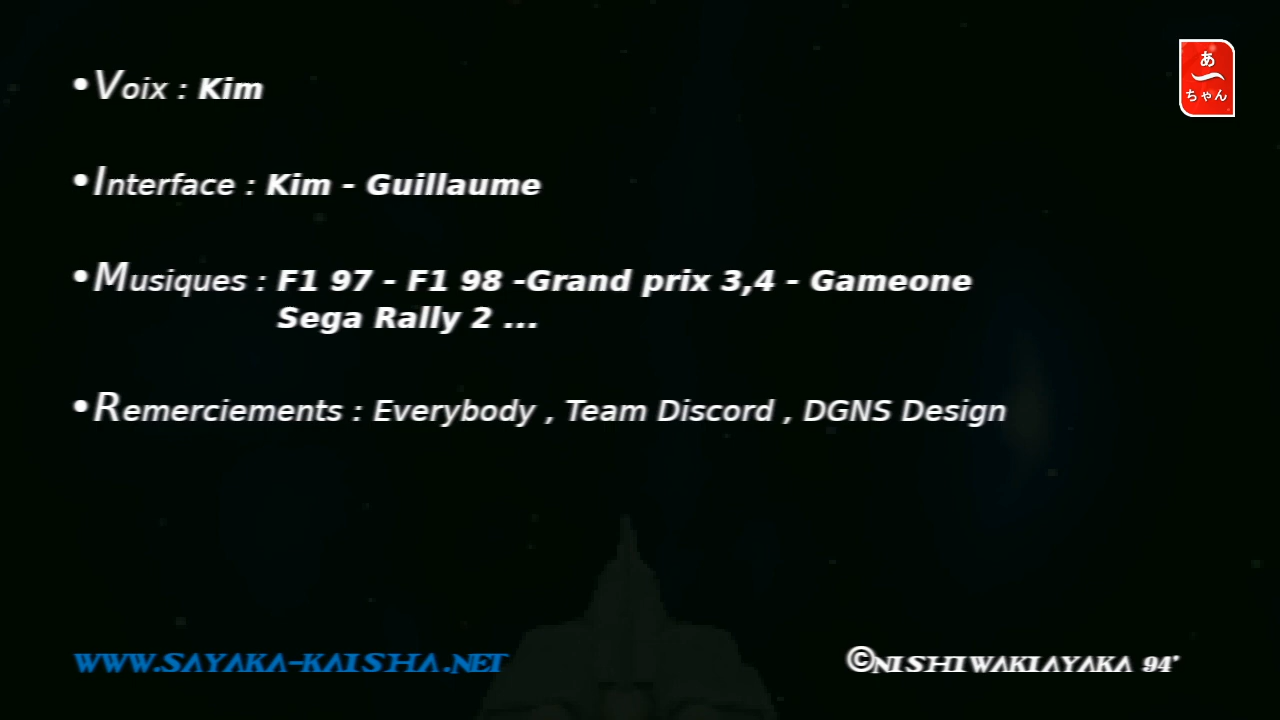 •Voix : Kim
あ
〜
ちゃん
•Interface : Kim - Guillaume
•Musiques : F1 97 - F1 98 -Grand prix 3,4 - Gameone
Sega Rally 2 ...
•Remerciements : Everybody , Team Discord , DGNS Design
WWW.SAYAKA-KAISHA.NET
©NISHIWAKIAYAKA 94'